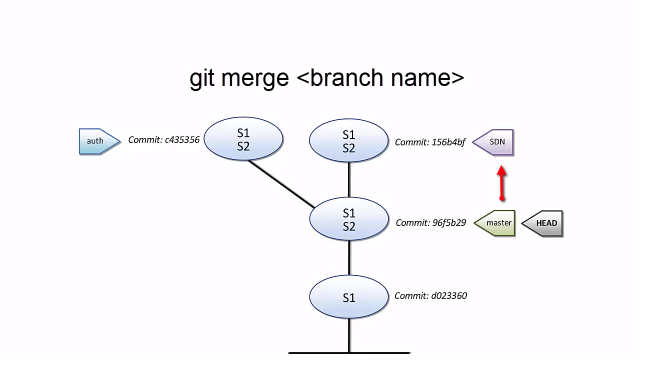 git merge <branch name>
auth
Commit: c435356
S1
S2
S1
S2
Commit: 156b4bf
SDN
S1
S2
Commit: 96f5b29
master
HEAD
S1
Commit: d023360